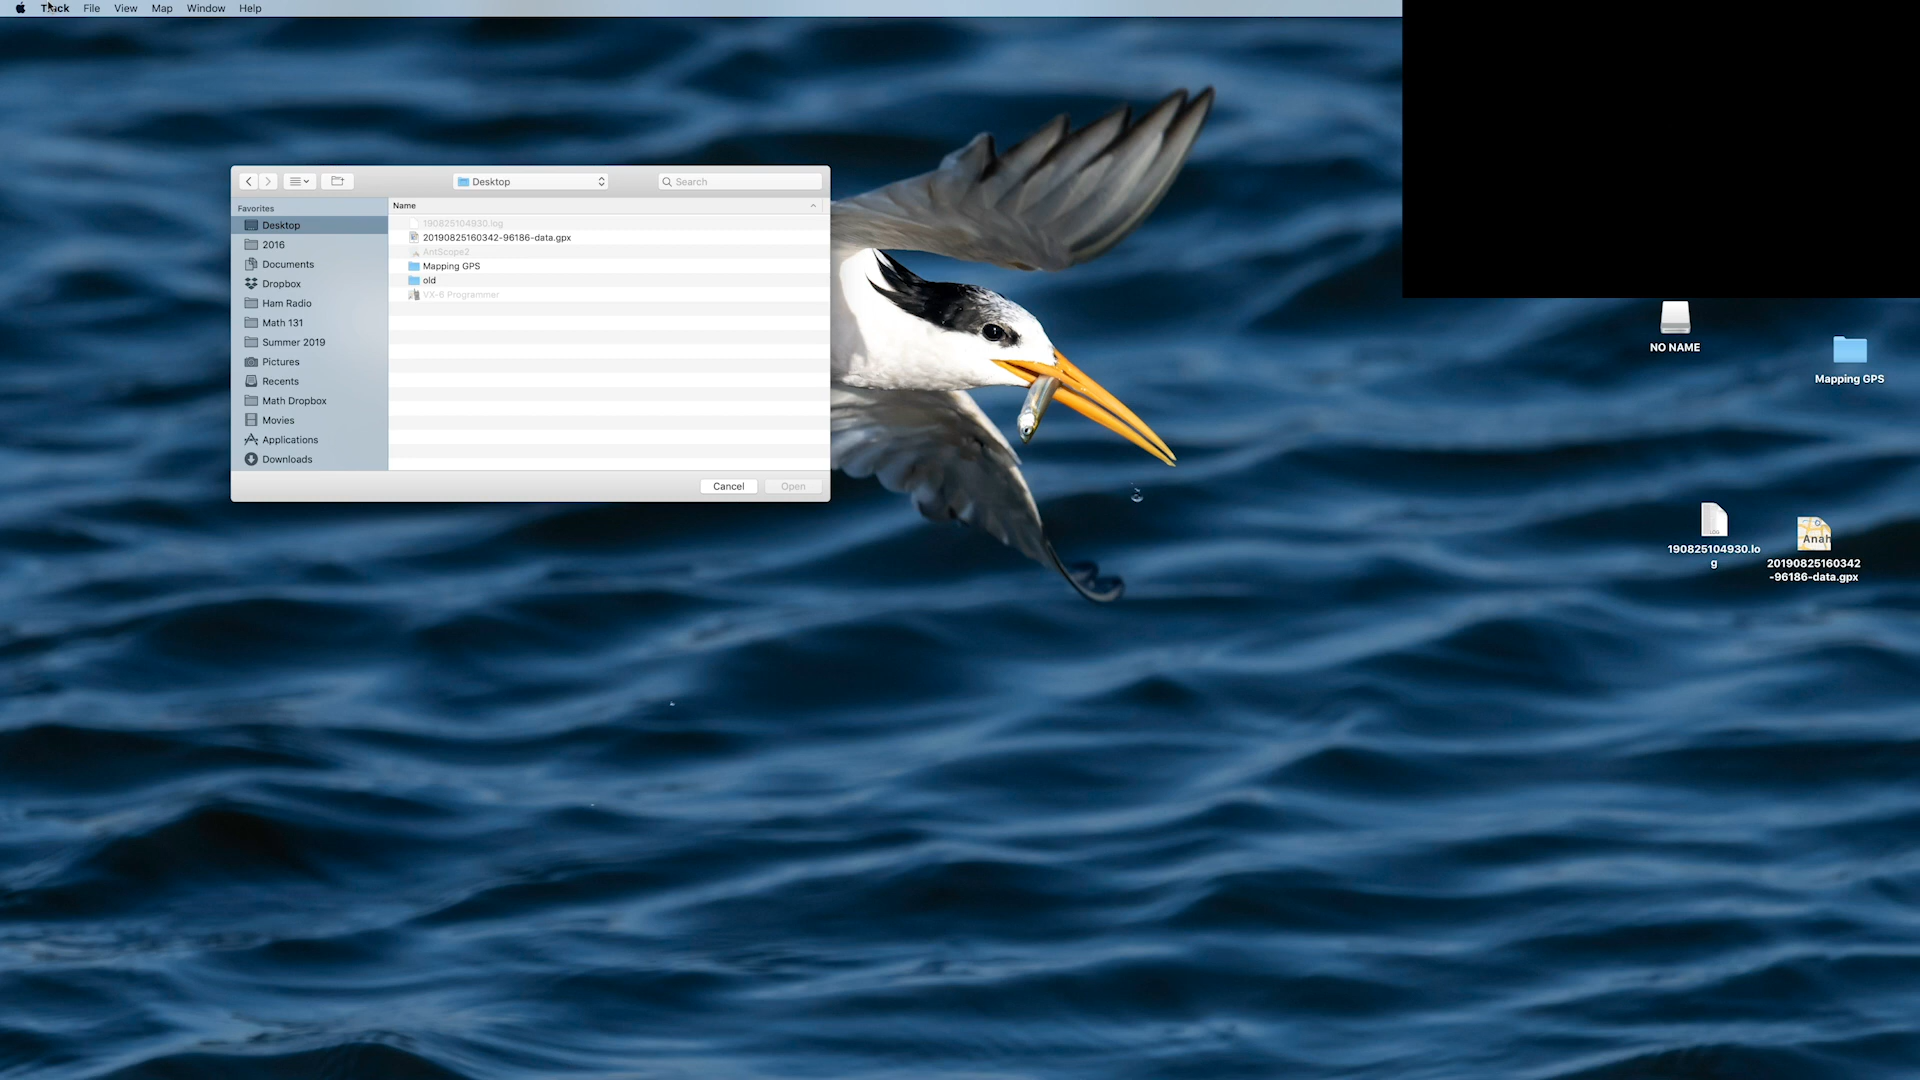 Track File View Map Window Help
Desktop
Search
Favorites
Desktop
2016
Documents
Dropbox
Ham Radio
Math 131
Summer 2019
Pictures
Recents
Math Dropbox
Movies
Applications
Downloads
Name
190825104930.log
20190825160342-96186-data.gpx
AntScope2
Mapping GPS
old
VX-6 Programmer
Cancel Open
NO NAME
Mapping GPS
LOG
190825104930.lo
g
Anah
20190825160342
-96186-data.gpx